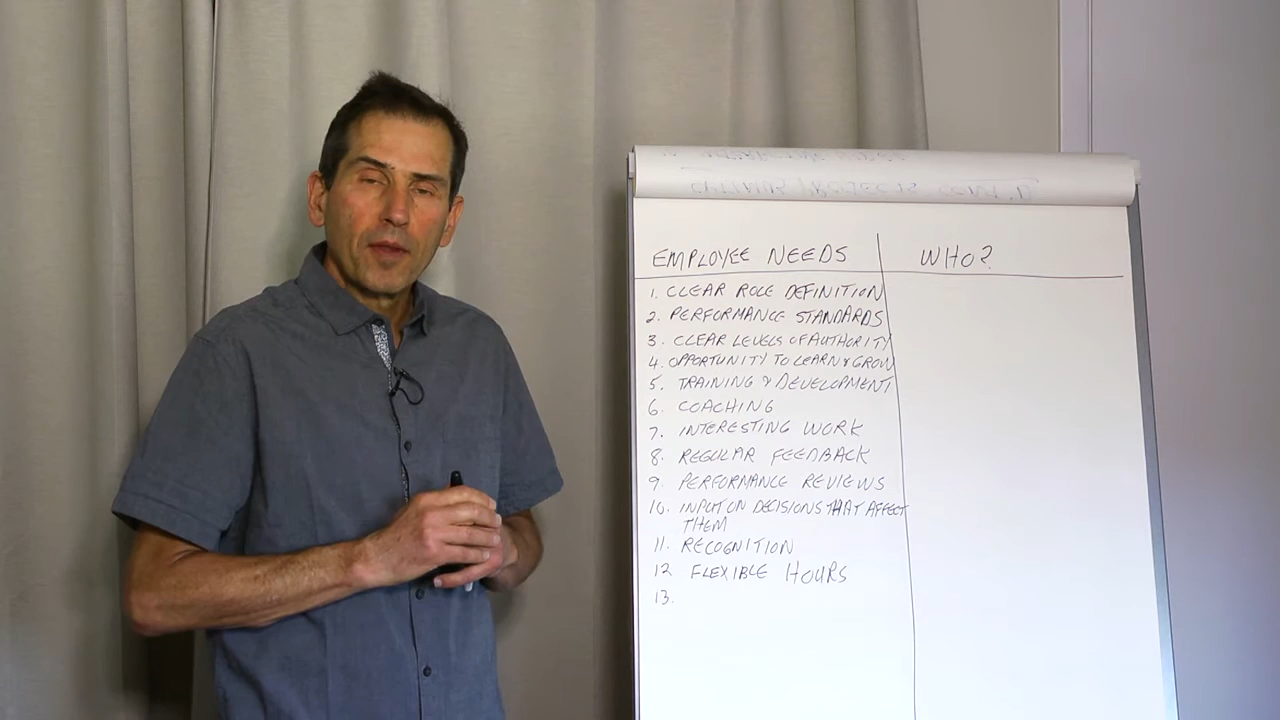 EMPLOYEE NEEDS WHO?
1. CLEAR ROLE DEFINITION
2. PERFORMANCE STANDARDS
3. CLEAR LEVELS OF AUTHORITY
4. OPPORTUNITY TO LEARN & GROW
5. TRAINING & DEVELOPMENT
6. COACHING
7. INTERESTING WORK
8. REGULAR FEEDBACK
9. PERFORMANCE REVIEWS
10. INPUT ON DECISIONS THAT AFFECT
THEM
11. RECOGNITION
12 FLEXIBLE HOURS
13.